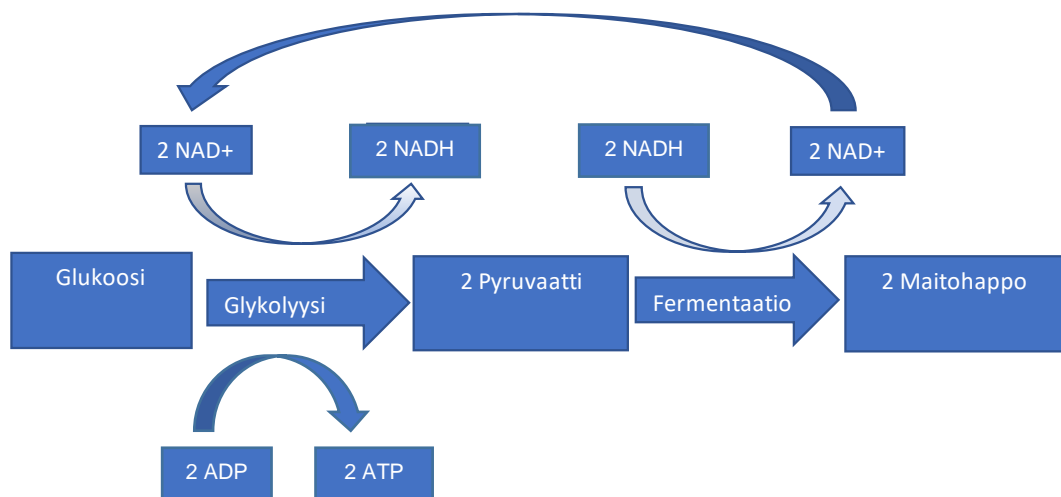 2 NAD+
2 NADH
2 NADH
2 NAD+
Glukoosi
Glykolyysi
2 Pyruvaatti
Fermentaatio
2 Maitohappo
2 ADP
2 ATP